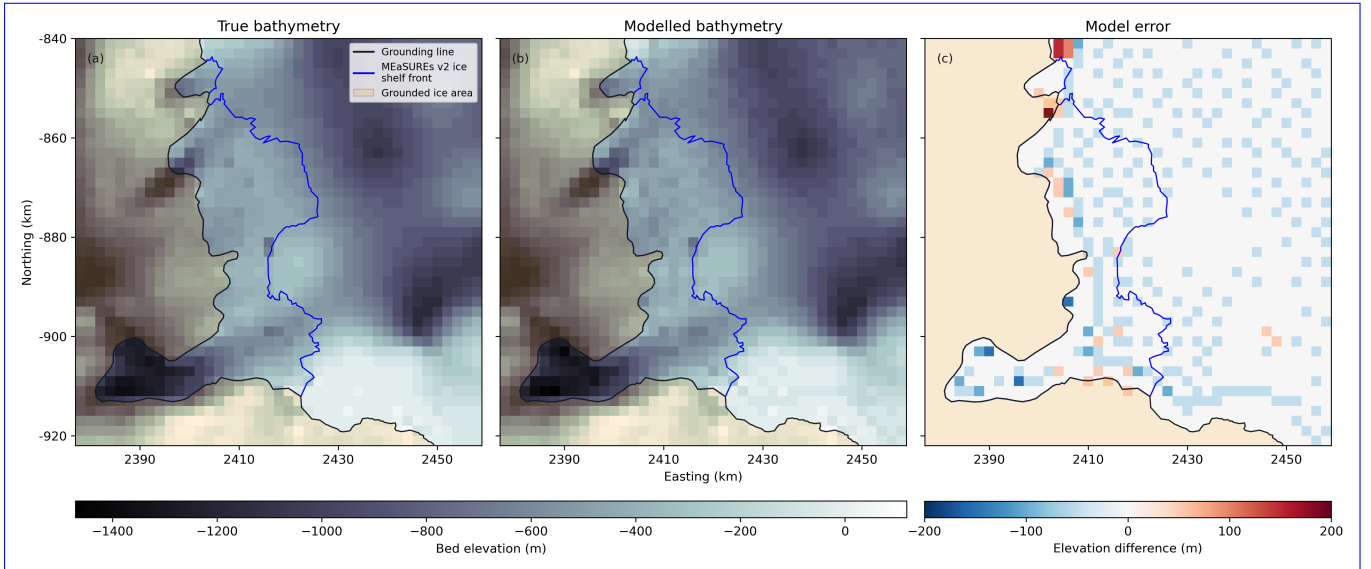 True bathymetry
Modelled bathymetry
Model error
(a)
Grounding line
MEaSUREs v2 ice
shelf front
Grounded ice area
(b)
(c)
-840
-860
-880
-900
-920
Northing (km)
2390 2410 2430 2450
2390 2410 2430 2450
2390 2410 2430 2450
Easting (km)
−1400 −1200 −1000 −800 −600 −400 −200 0
Bed elevation (m)
−200 −100 0 100 200
Elevation difference (m)